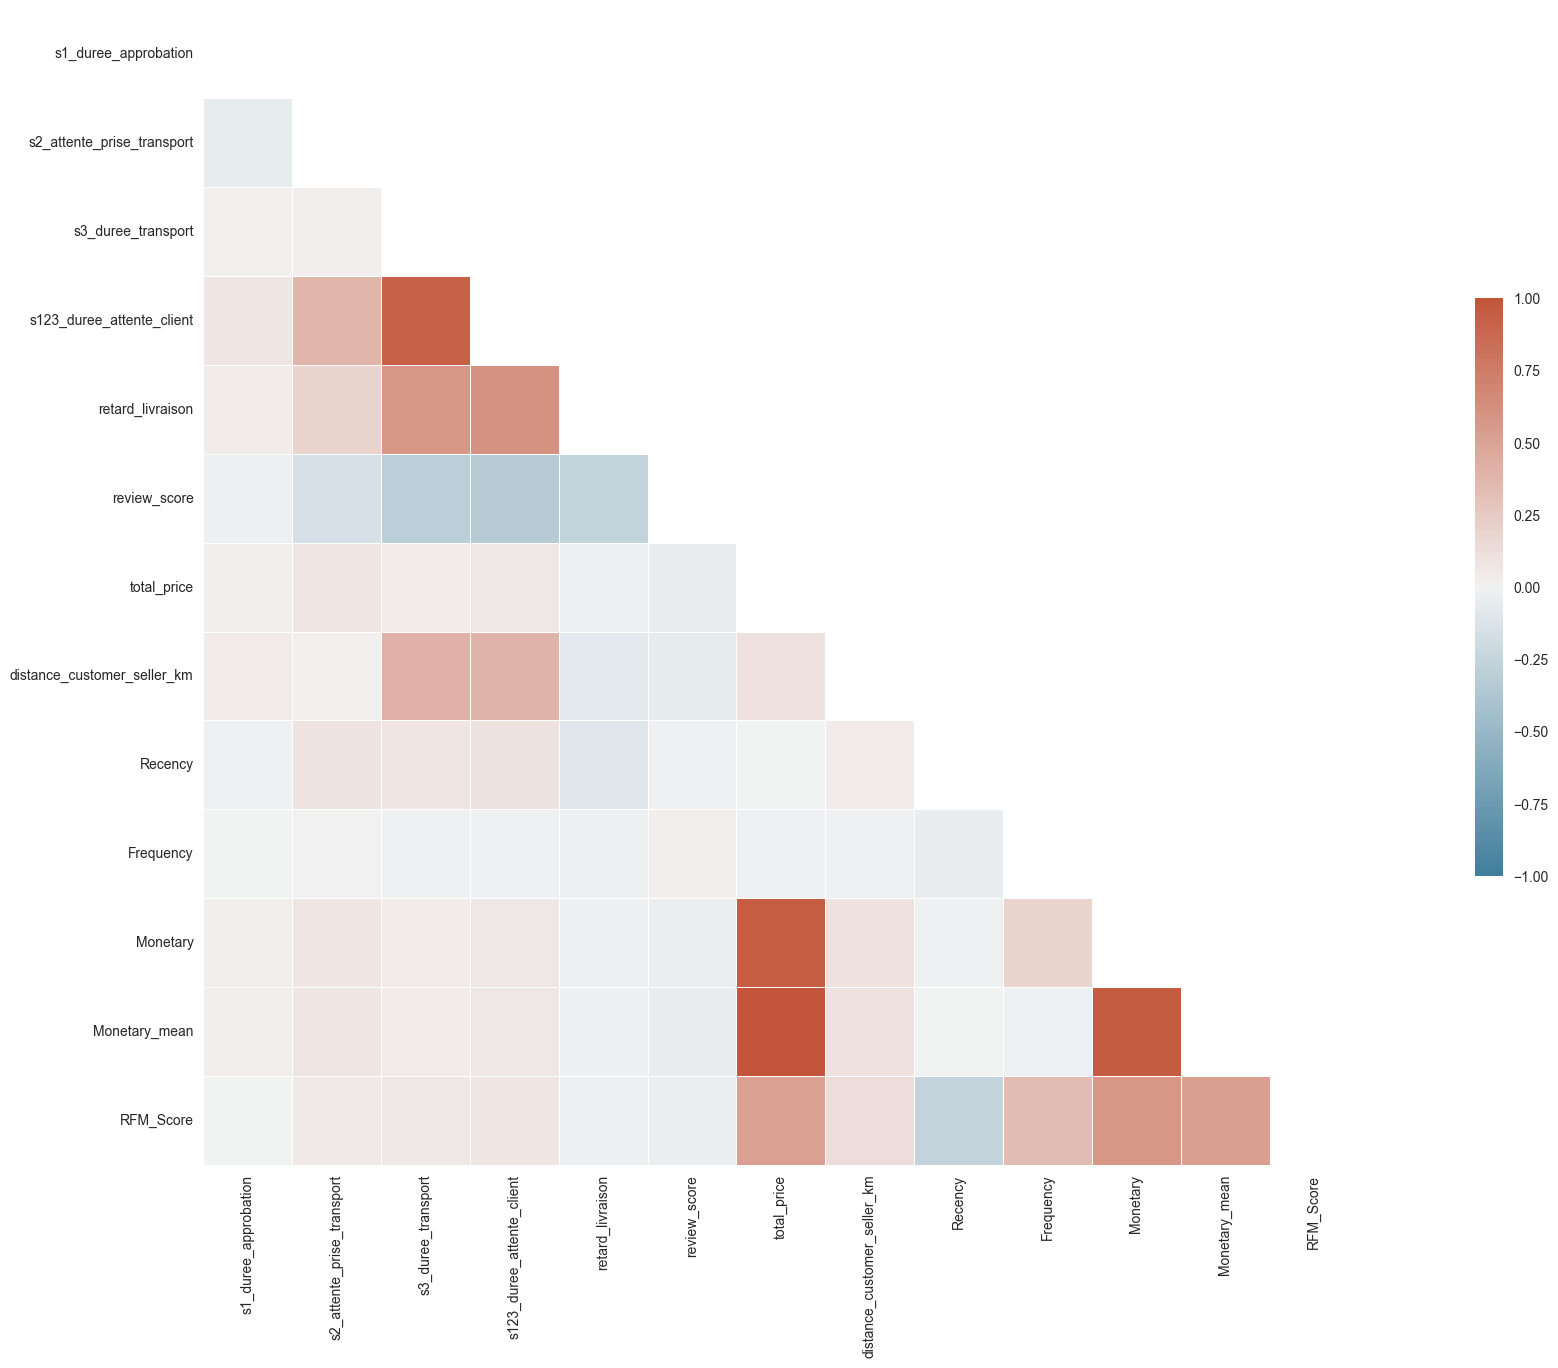 s1_duree_approbation
s2_attente_prise_transport
s3_duree_transport
s123_duree_attente_client
retard_livraison
review_score
total_price
distance_customer_seller_km
Recency
Frequency
Monetary
Monetary_mean
RFM_Score
s1_duree_approbation
s2_attente_prise_transport
s3_duree_transport
s123_duree_attente_client
retard_livraison
review_score
total_price
distance_customer_seller_km
Recency
Frequency
Monetary
Monetary_mean
RFM_Score
1.00
0.75
0.50
0.25
0.00
−0.25
−0.50
−0.75
−1.00